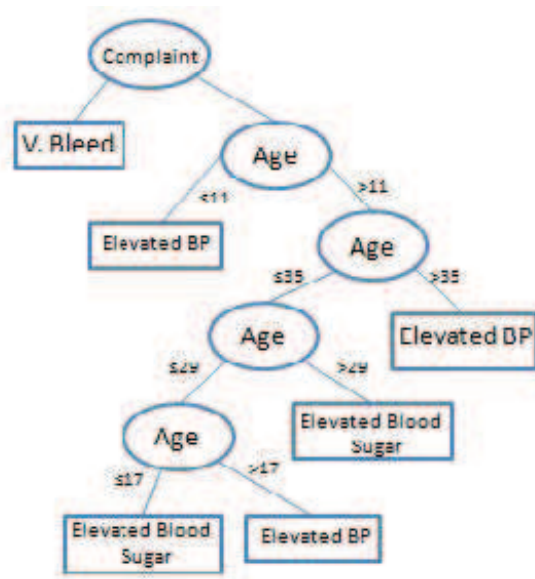 Complaint
V. Bleed
Age
≤11
>11
Elevated BP
Age
≤35
>35
Age
Elevated BP
≤29
>29
Age
Elevated Blood
Sugar
≤17
>17
Elevated Blood
Sugar
Elevated BP